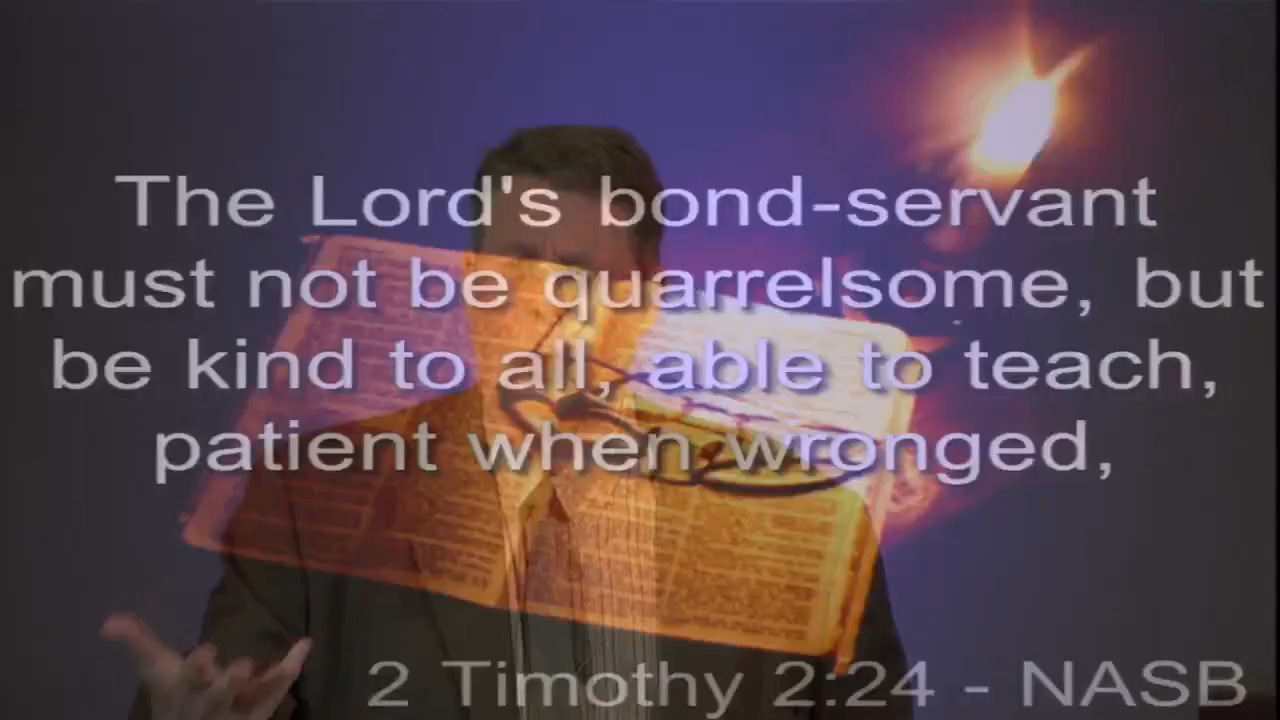 The Lord's bond-servant
must not be quarrelsome, but
be kind to all, able to teach,
patient when wronged,
2 Timothy 2:24 - NASB